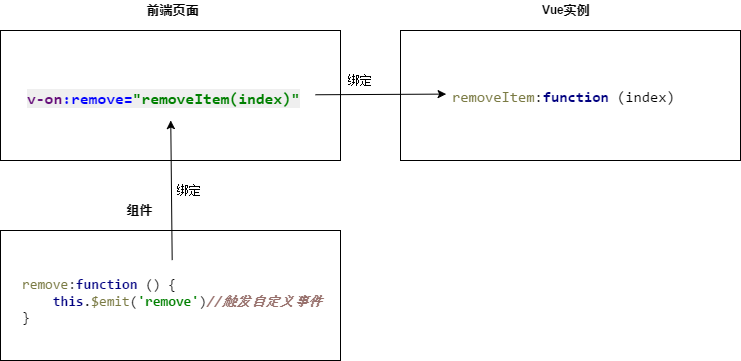 前端页面
Vue实例
v-on:remove="removeItem(index)"
绑定
removeItem:function (index)
绑定
组件
remove:function () {
    this.$emit('remove')//触发自定义事件
}